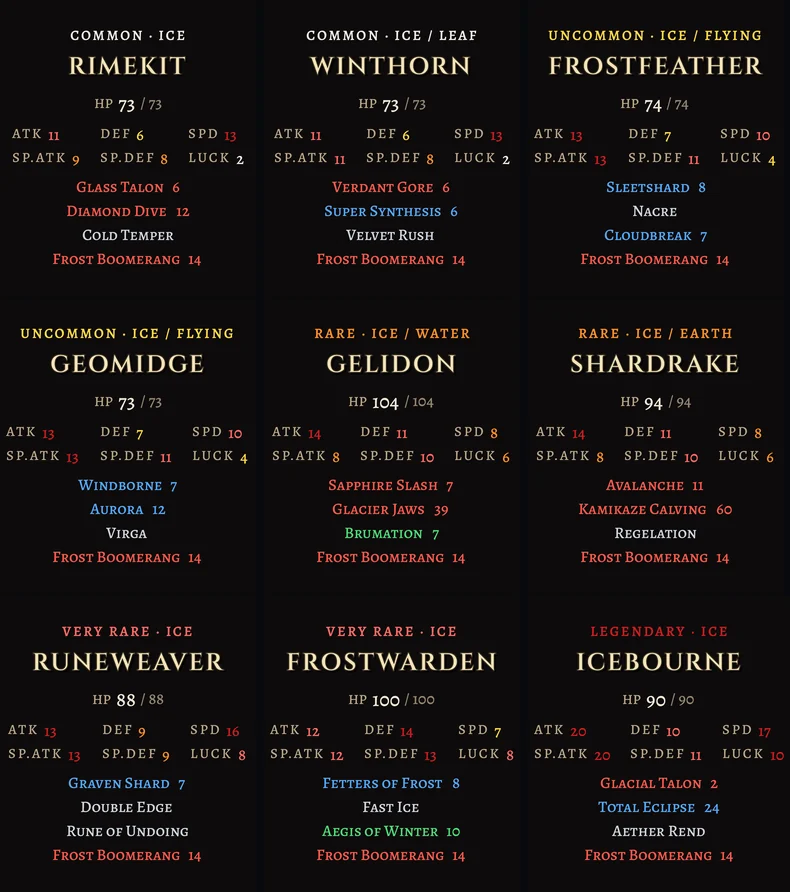 COMMON · ICE
RIMEKIT
HP 73 / 73
ATK 11 DEF 6 SPD 13
SP.ATK 9 SP.DEF 8 LUCK 2
GLASS TALON 6
DIAMOND DIVE 12
COLD TEMPER
FROST BOOMERANG 14
COMMON · ICE / LEAF
WINTHORN
HP 73 / 73
ATK 11 DEF 6 SPD 13
SP.ATK 11 SP.DEF 8 LUCK 2
VERDANT GORE 6
SUPER SYNTHESIS 6
VELVET RUSH
FROST BOOMERANG 14
UNCOMMON · ICE / FLYING
FROSTFEATHER
HP 74 / 74
ATK 13 DEF 7 SPD 10
SP.ATK 13 SP.DEF 11 LUCK 4
SLEETSHARD 8
NACRE
CLOUDBREAK 7
FROST BOOMERANG 14
UNCOMMON · ICE / FLYING
GEOMIDGE
HP 73 / 73
ATK 13 DEF 7 SPD 10
SP.ATK 13 SP.DEF 11 LUCK 4
WINDBORNE 7
AURORA 12
VIRGA
FROST BOOMERANG 14
RARE · ICE / WATER
GELIDON
HP 104 / 104
ATK 14 DEF 11 SPD 8
SP.ATK 8 SP.DEF 10 LUCK 6
SAPPHIRE SLASH 7
GLACIER JAWS 39
BRUMATION 7
FROST BOOMERANG 14
RARE · ICE / EARTH
SHARDRAKE
HP 94 / 94
ATK 14 DEF 11 SPD 8
SP.ATK 8 SP.DEF 10 LUCK 6
AVALANCHE 11
KAMIKAZE CALVING 60
REGELATION
FROST BOOMERANG 14
VERY RARE · ICE
RUNEWEAVER
HP 88 / 88
ATK 13 DEF 9 SPD 16
SP.ATK 13 SP.DEF 9 LUCK 8
GRAVEN SHARD 7
DOUBLE EDGE
RUNE OF UNDOING
FROST BOOMERANG 14
VERY RARE · ICE
FROSTWARDEN
HP 100 / 100
ATK 12 DEF 14 SPD 7
SP.ATK 12 SP.DEF 13 LUCK 8
FETTERS OF FROST 8
FAST ICE
AEGIS OF WINTER 10
FROST BOOMERANG 14
LEGENDARY · ICE
ICEBOURNE
HP 90 / 90
ATK 20 DEF 10 SPD 17
SP.ATK 20 SP.DEF 11 LUCK 10
GLACIAL TALON 2
TOTAL ECLIPSE 24
AETHER REND
FROST BOOMERANG 14